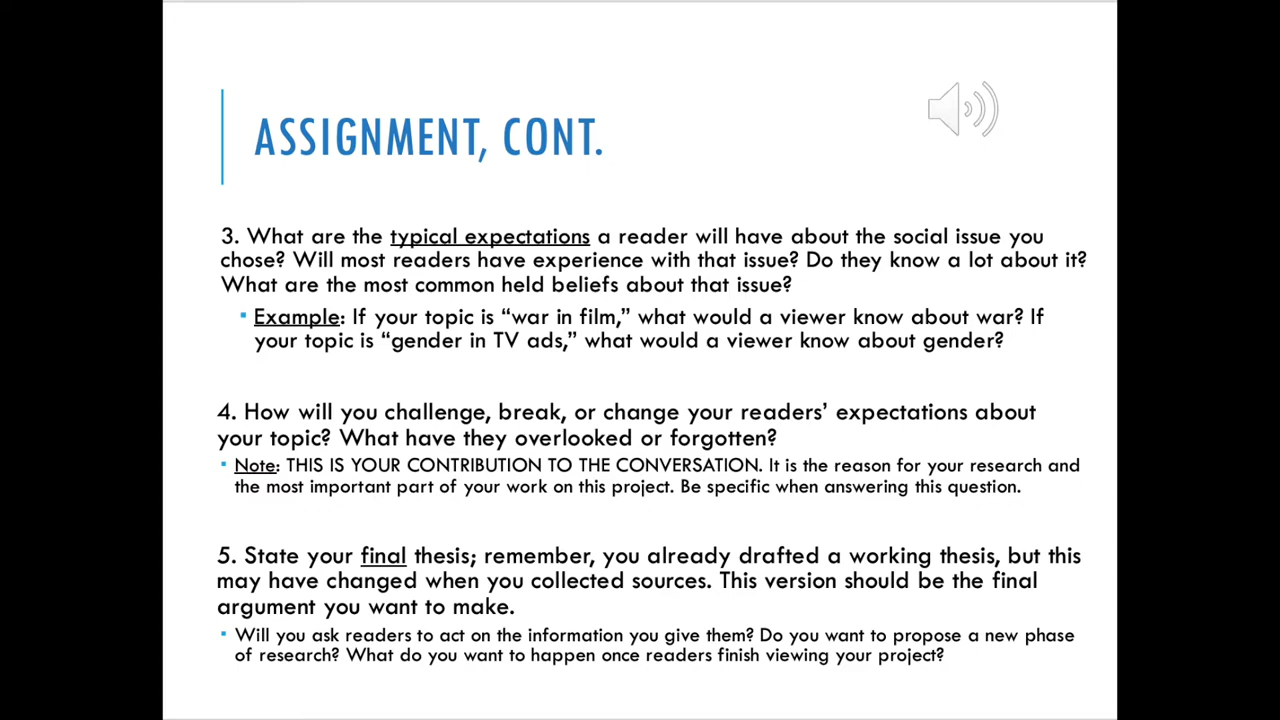 ASSIGNMENT, CONT.
3. What are the typical expectations a reader will have about the social issue you
chose? Will most readers have experience with that issue? Do they know a lot about it?
What are the most common held beliefs about that issue?
▪ Example: If your topic is “war in film,” what would a viewer know about war? If
your topic is “gender in TV ads,” what would a viewer know about gender?
4. How will you challenge, break, or change your readers’ expectations about
your topic? What have they overlooked or forgotten?
▪ Note: THIS IS YOUR CONTRIBUTION TO THE CONVERSATION. It is the reason for your research and
the most important part of your work on this project. Be specific when answering this question.
5. State your final thesis; remember, you already drafted a working thesis, but this
may have changed when you collected sources. This version should be the final
argument you want to make.
▪ Will you ask readers to act on the information you give them? Do you want to propose a new phase
of research? What do you want to happen once readers finish viewing your project?